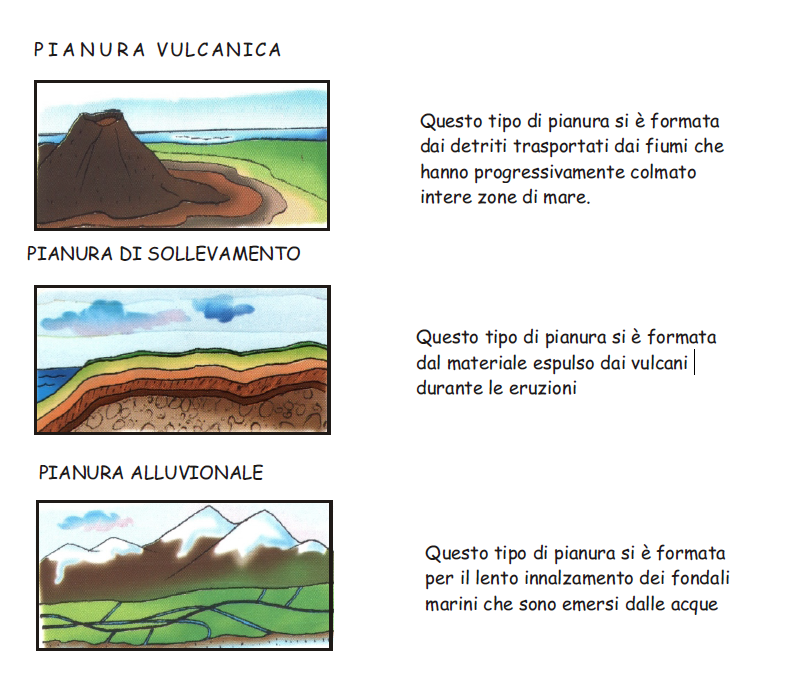 PIANURA VULCANICA
Questo tipo di pianura si è formata
dai detriti trasportati dai fiumi che
hanno progressivamente colmato
intere zone di mare.
PIANURA DI SOLLEVAMENTO
Questo tipo di pianura si è formata
dal materiale espulso dai vulcani
durante le eruzioni
PIANURA ALLUVIONALE
Questo tipo di pianura si è formata
per il lento innalzamento dei fondali
marini che sono emersi dalle acque